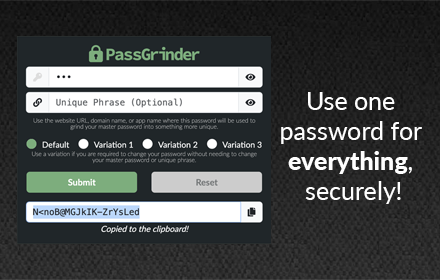 PassGrinder
•••
Unique Phrase (Optional)
Use the website URL, domain name, or app name where this password will be used to
grind your master password into something more unique.
Default Variation 1 Variation 2 Variation 3
Use a variation if you are required to change your password without needing to change
your master password or unique phrase.
Submit Reset
N<noB@MGJkIK–ZrYsLed
Copied to the clipboard!
Use one
password for
everything,
securely!